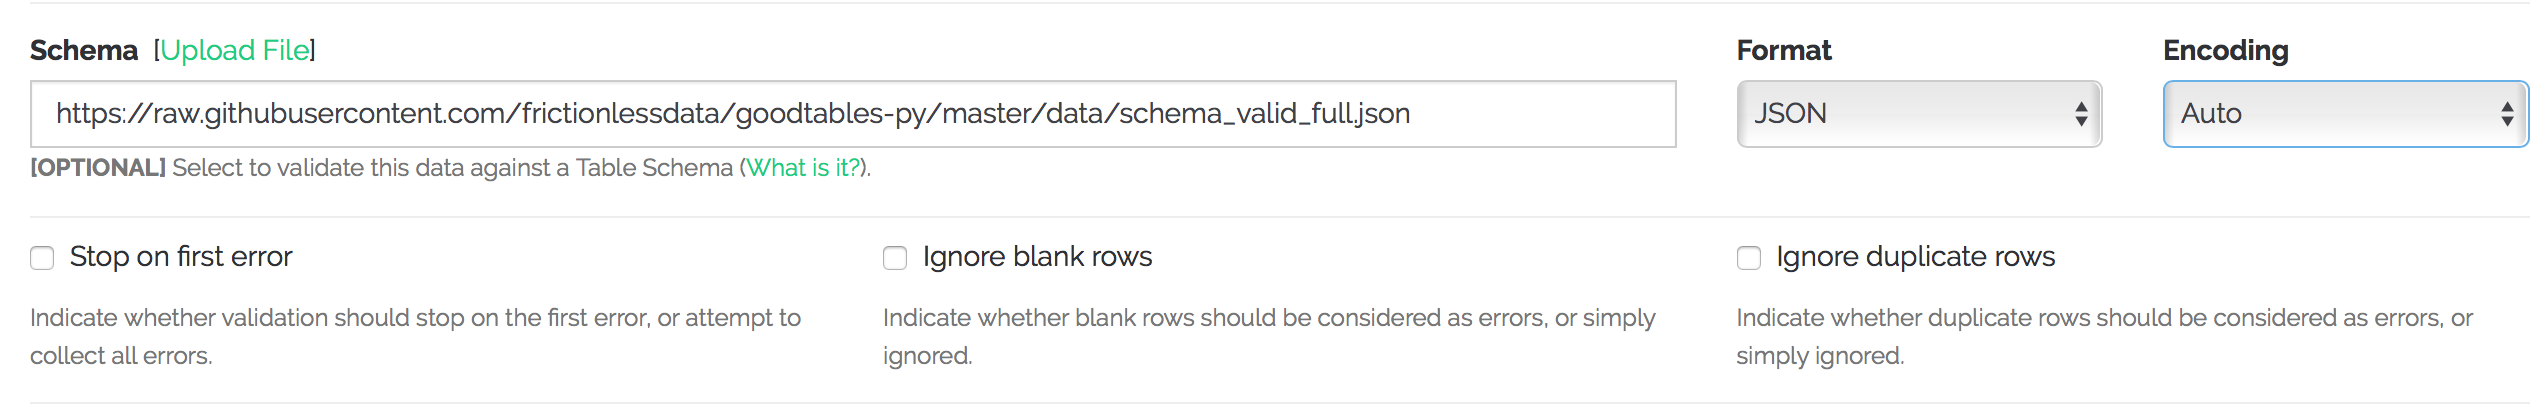 Schema [Upload File] Format Encoding
https://raw.githubusercontent.com/frictionlessdata/goodtables-py/master/data/schema_valid_full.json JSON Auto
[OPTIONAL] Select to validate this data against a Table Schema (What is it?).
Stop on first error
Indicate whether validation should stop on the first error, or attempt to
collect all errors.
Ignore blank rows
Indicate whether blank rows should be considered as errors, or simply
ignored.
Ignore duplicate rows
Indicate whether duplicate rows should be considered as errors, or
simply ignored.